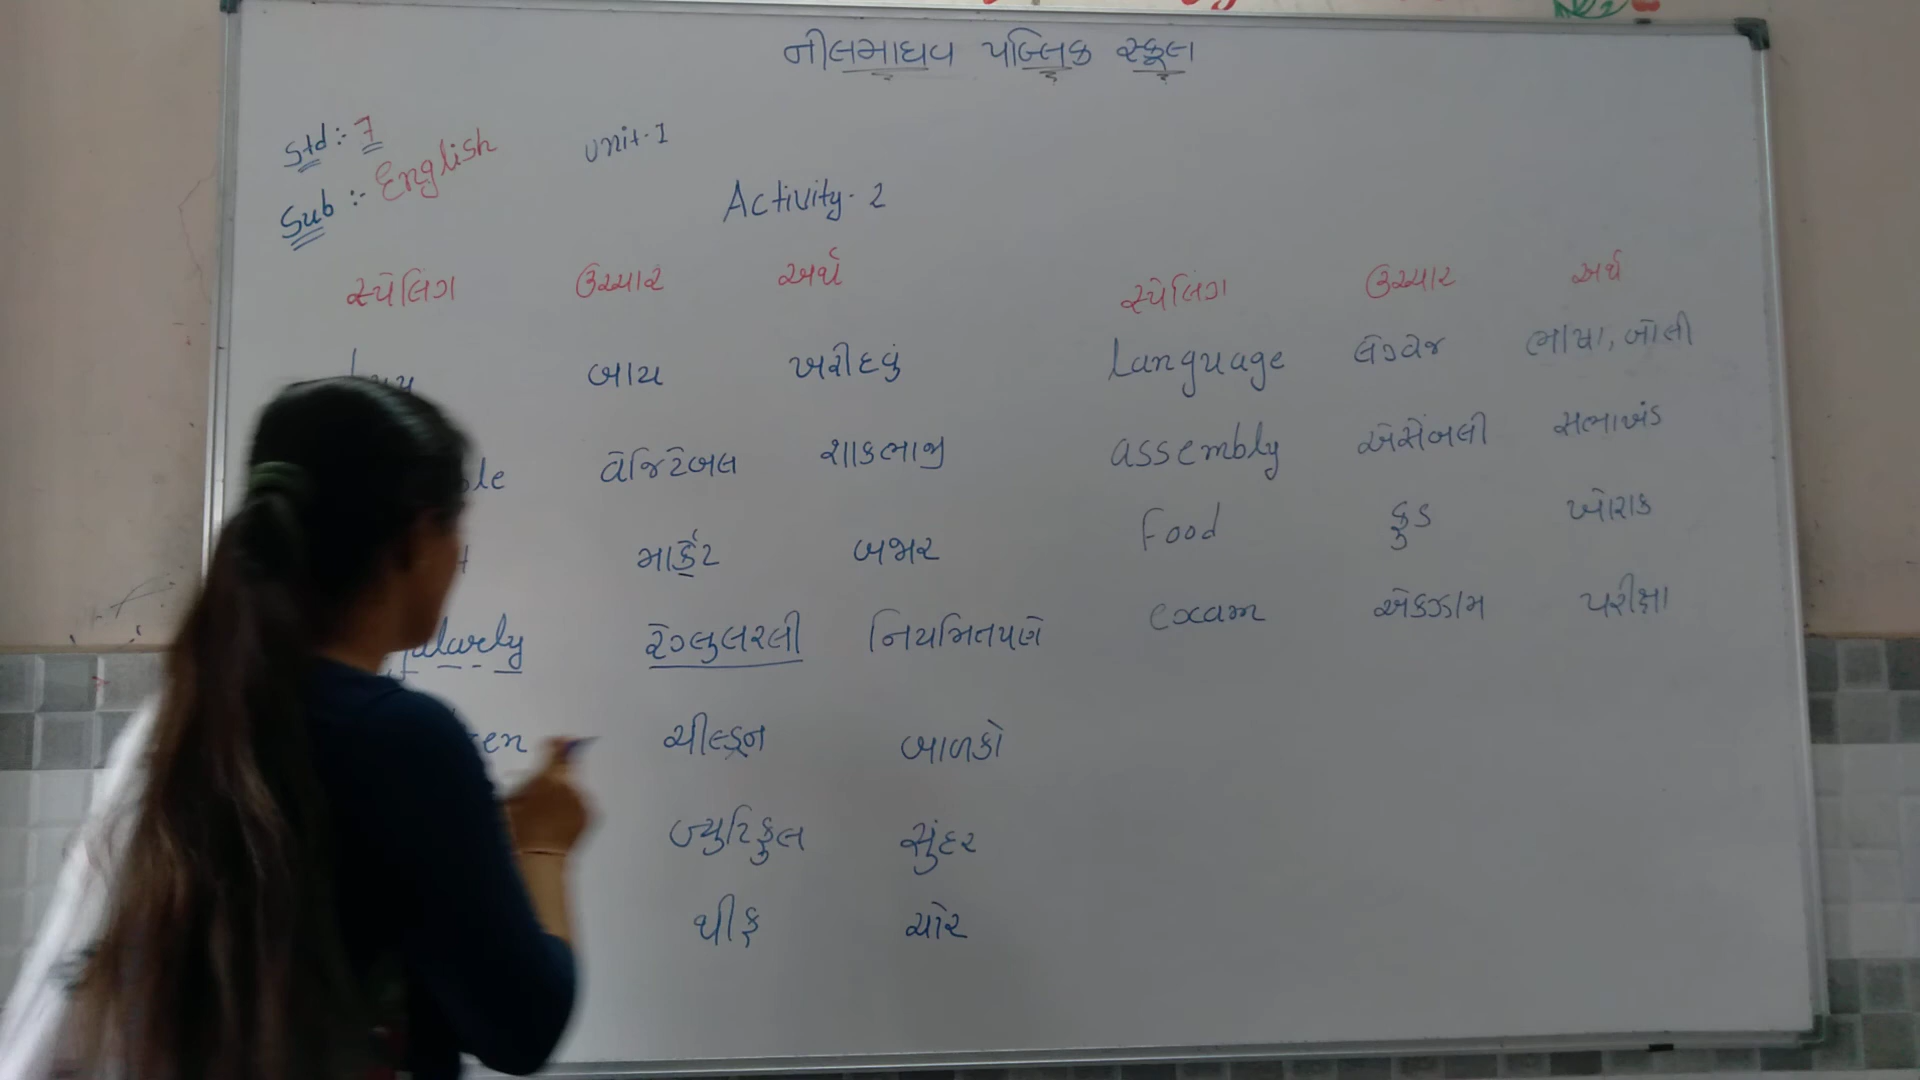 નીલમાધવ પબ્લિક સ્કૂલ
Std :- 7
Sub :- English
Unit-1
Activity-2
સ્પેલિંગ ઉચ્ચાર અર્થ
બાય ખરીદવું
વેજિટેબલ શાકભાજી
માર્કેટ બજાર
રેગ્લુલરલી નિયમિતપણે
ચીલ્ડ્રન બાળકો
બ્યુટિફુલ સુંદર
થીફ ચોર
સ્પેલિંગ ઉચ્ચાર અર્થ
language લેંગ્વેજ ભાષા, બોલી
assembly એસેંબલી સભાખંડ
Food ફુડ ખોરાક
exam એકઝામ પરીક્ષા